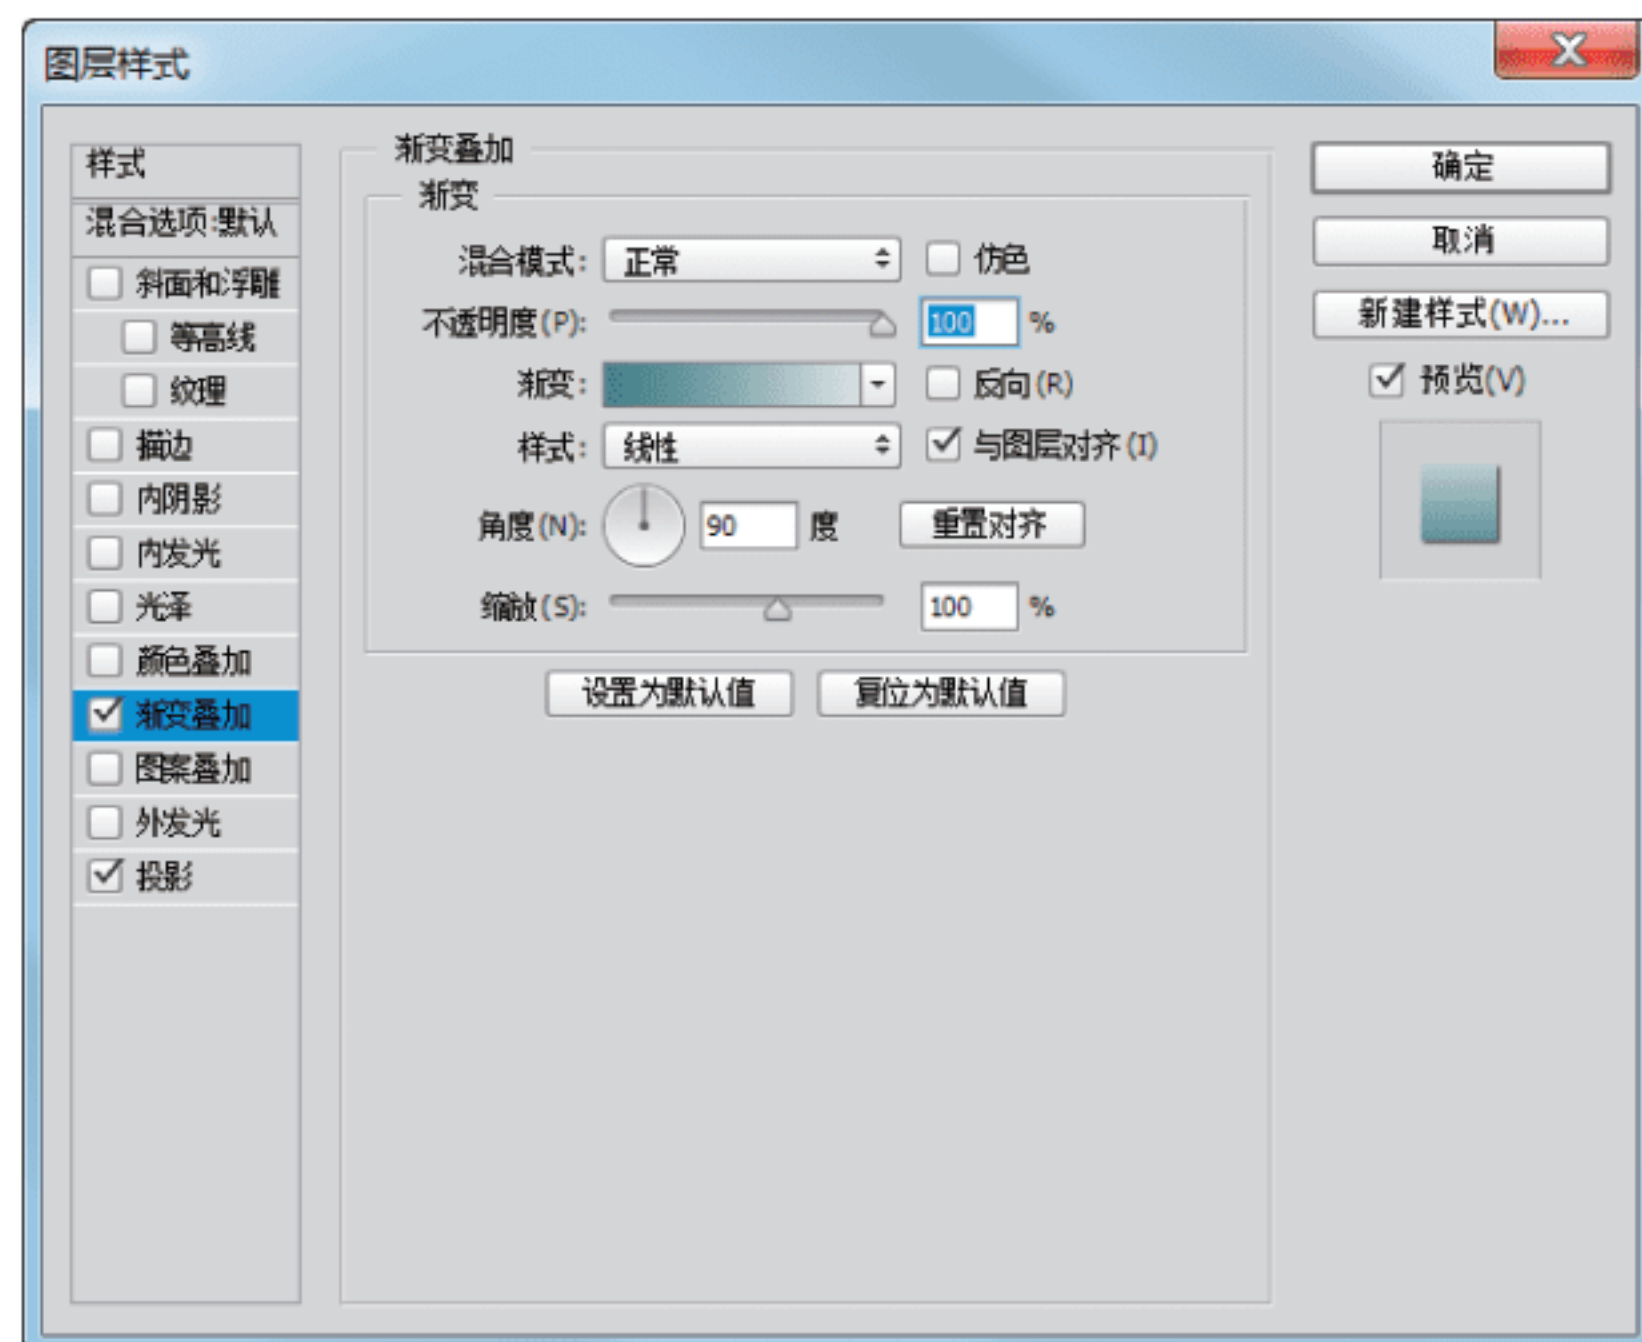 图层样式
样式
混合选项:默认
斜面和浮雕
等高线
纹理
描边
内阴影
内发光
光泽
颜色叠加
渐变叠加
图案叠加
外发光
投影
渐变叠加
渐变
混合模式: 正常 仿色
不透明度(P): 100 %
渐变: 反向(R)
样式: 线性 与图层对齐(I)
角度(N): 90 度 重置对齐
缩放(S): 100 %
设置为默认值 复位为默认值
确定
取消
新建样式(W)...
预览(V)